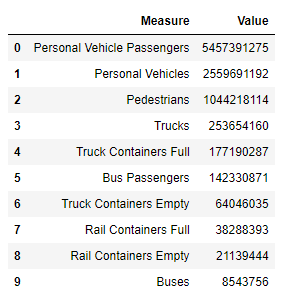 Measure Value
0 Personal Vehicle Passengers 5457391275
1 Personal Vehicles 2559691192
2 Pedestrians 1044218114
3 Trucks 253654160
4 Truck Containers Full 177190287
5 Bus Passengers 142330871
6 Truck Containers Empty 64046035
7 Rail Containers Full 38288393
8 Rail Containers Empty 21139444
9 Buses 8543756